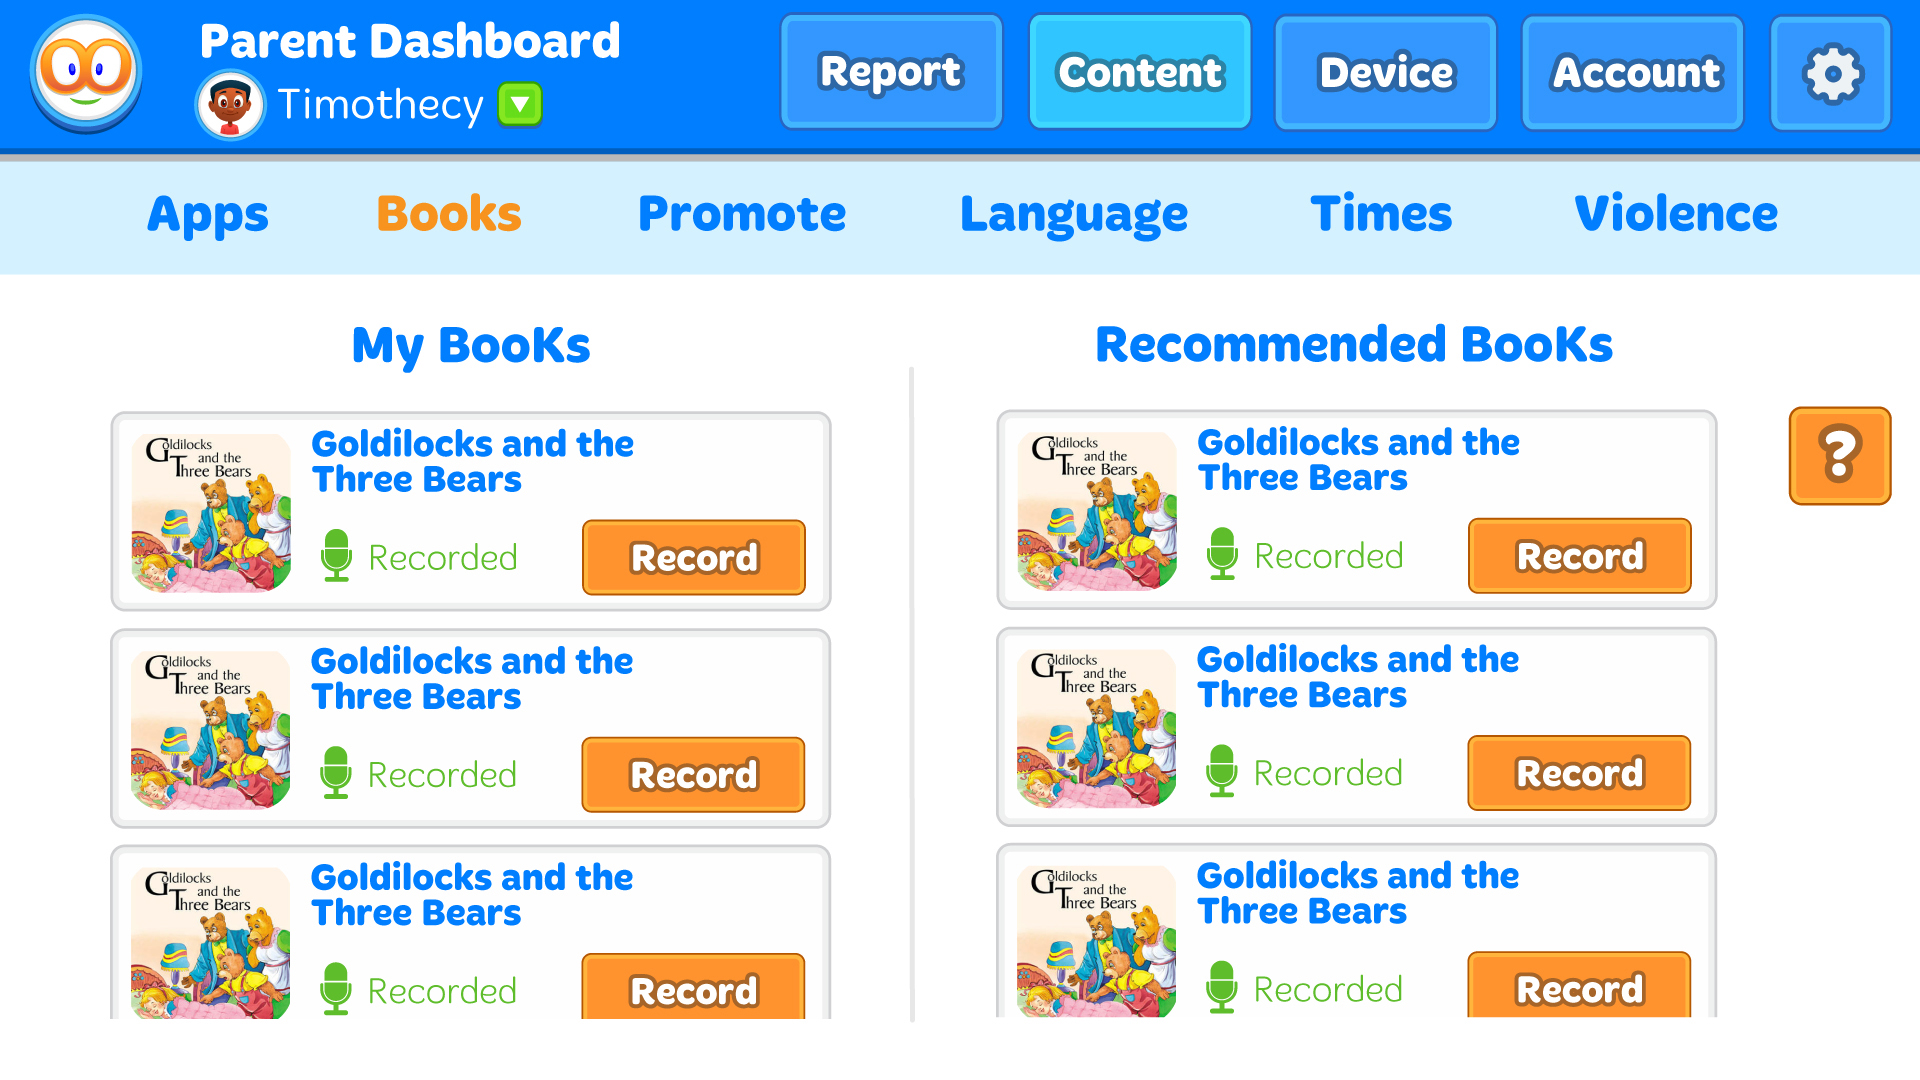 Parent Dashboard
Timothecy
Report
Content
Device
Account
Apps
Books
Promote
Language
Times
Violence
My BooKs
Goldilocks
and the
Three Bears
Goldilocks and the
Three Bears
Recorded
Record
Goldilocks
and the
Three Bears
Goldilocks and the
Three Bears
Recorded
Record
Goldilocks
and the
Three Bears
Goldilocks and the
Three Bears
Recorded
Record
Recommended BooKs
Goldilocks
and the
Three Bears
Goldilocks and the
Three Bears
Recorded
Record
Goldilocks
and the
Three Bears
Goldilocks and the
Three Bears
Recorded
Record
Goldilocks
and the
Three Bears
Goldilocks and the
Three Bears
Recorded
Record
?